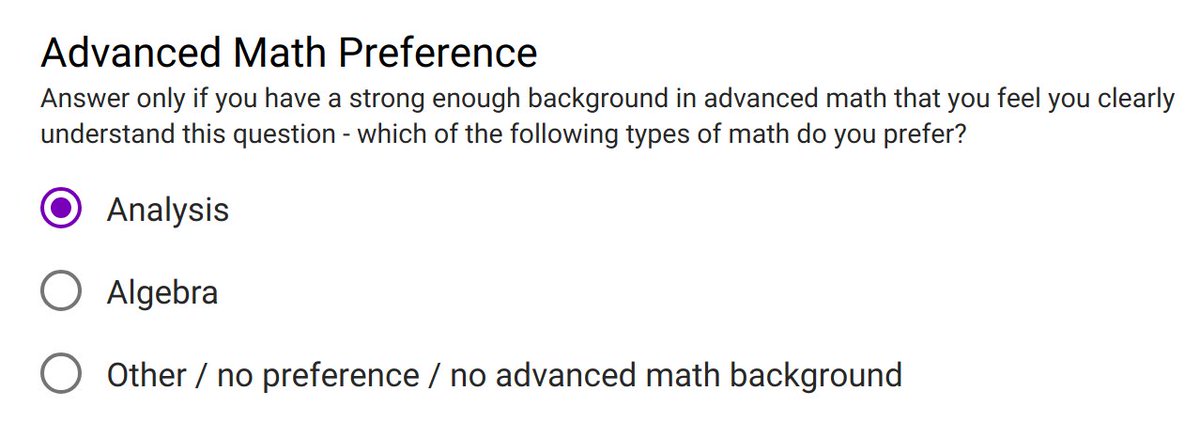 Advanced Math Preference
Answer only if you have a strong enough background in advanced math that you feel you clearly
understand this question - which of the following types of math do you prefer?
Analysis
Algebra
Other / no preference / no advanced math background